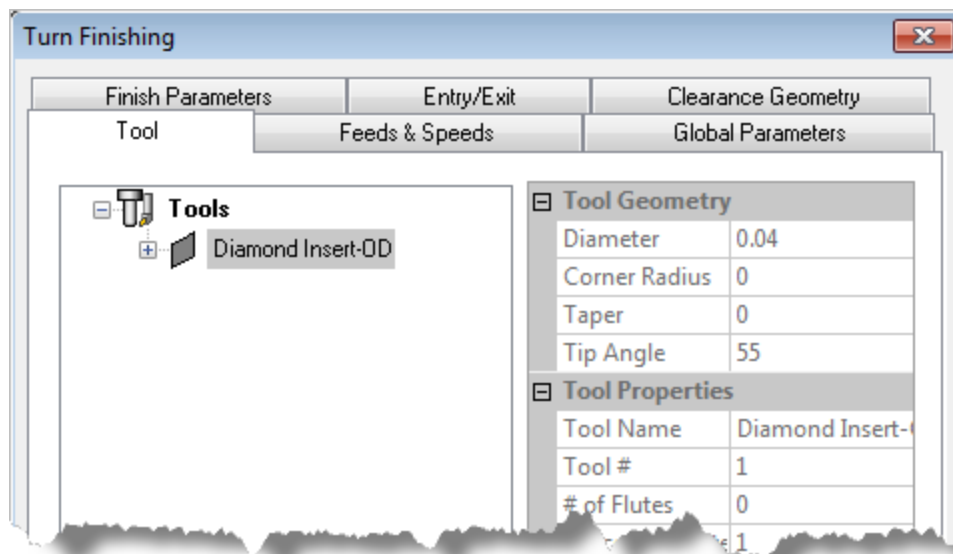 Turn Finishing
Finish Parameters Entry/Exit Clearance Geometry
Tool Feeds & Speeds Global Parameters
Tools
Diamond Insert-OD
Tool Geometry
Diameter 0.04
Corner Radius 0
Taper 0
Tip Angle 55
Tool Properties
Tool Name Diamond Insert-
Tool # 1
# of Flutes 0
1